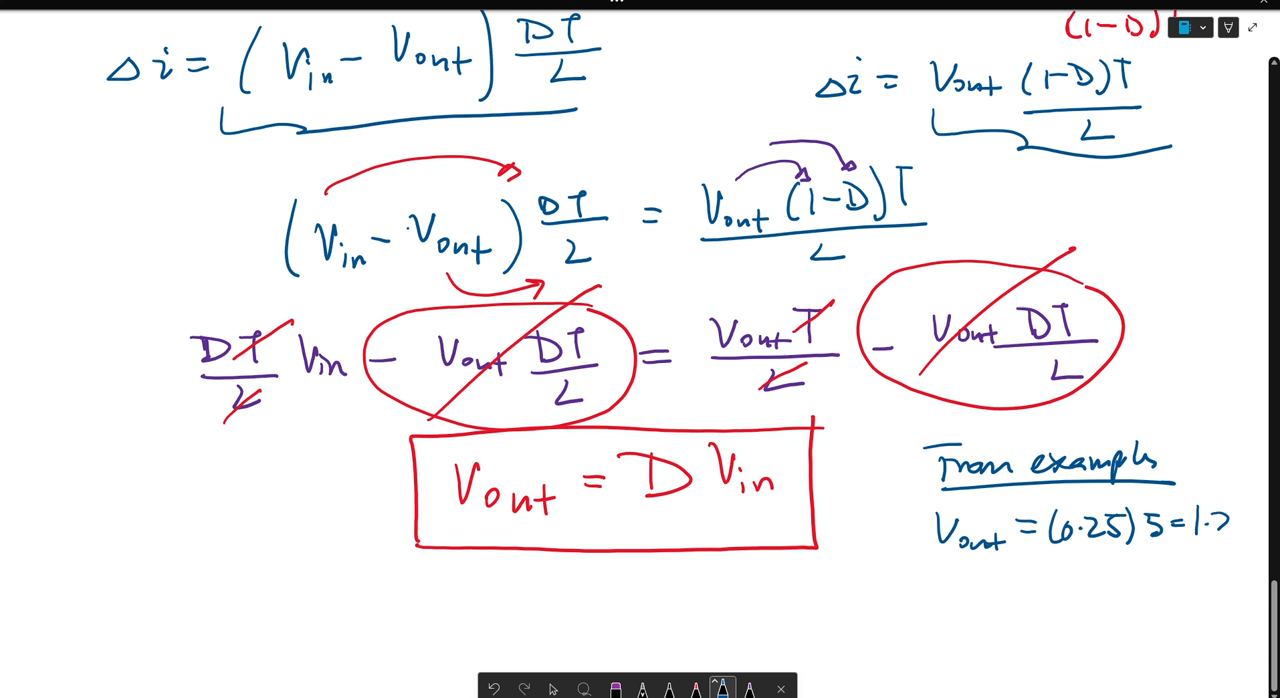 Δi = (Vin - Vout) DT/L
(1-D)
Δi = Vout (1-D)T/L
(Vin - Vout) DT/L = Vout (1-D)T/L
DT/L Vin - Vout DT/L = Vout T/L - Vout DT/L
Vout = D Vin
From examples
Vout = (0.25) 5 = 1.2